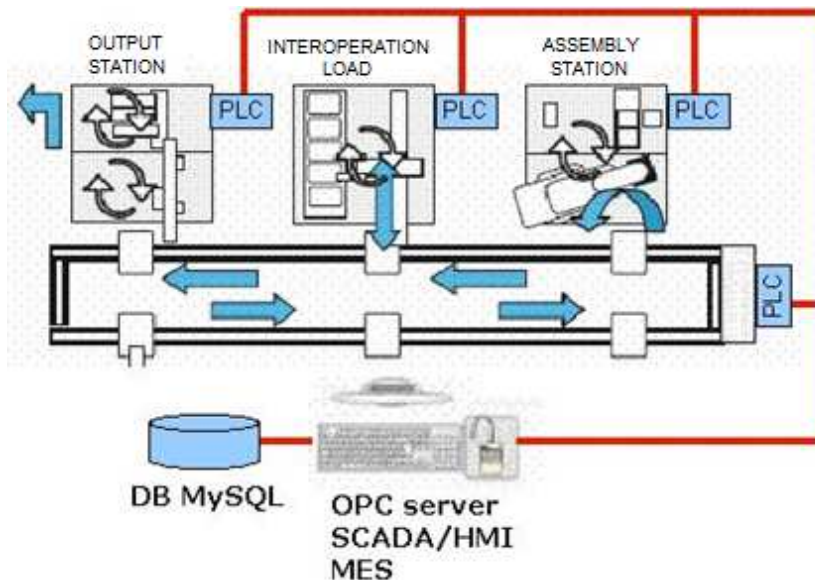 OUTPUT
STATION
INTEROPERATION
LOAD
ASSEMBLY
STATION
PLC
PLC
PLC
PLC
DB MySQL
OPC server
SCADA/HMI
MES